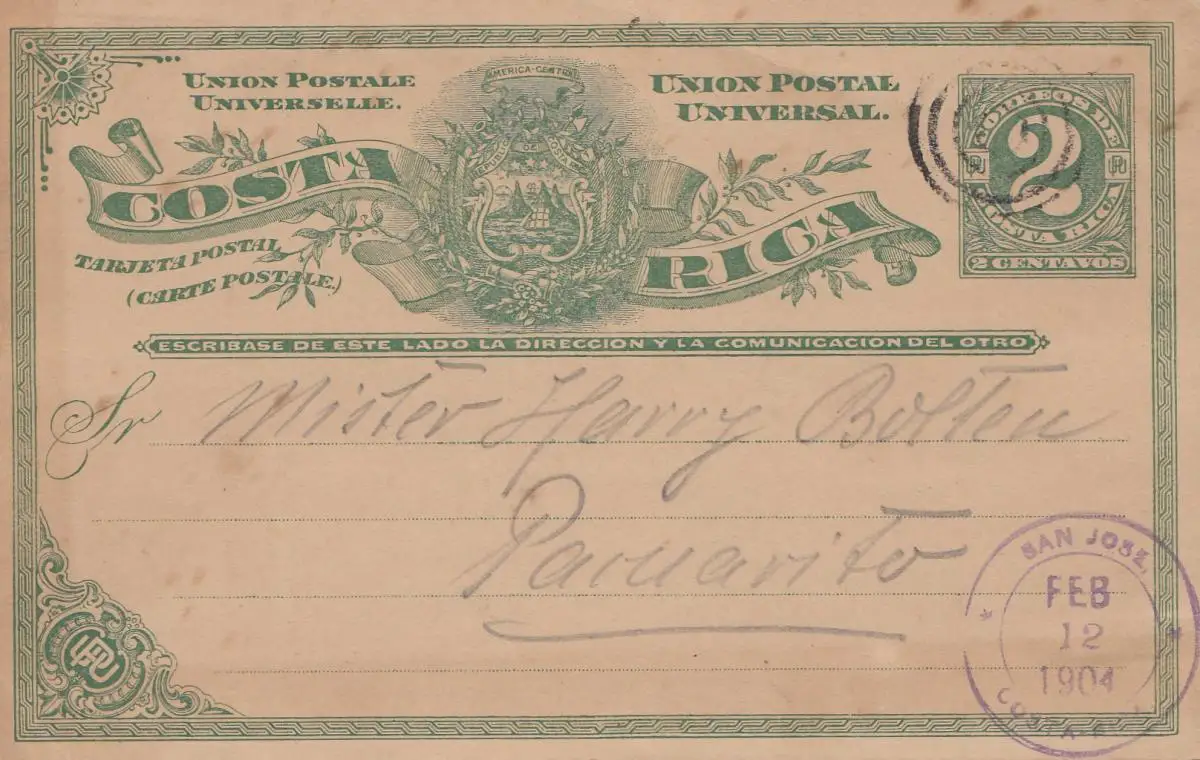 UNION POSTALE
UNIVERSELLE.
AMERICA CENTRAL
UNION POSTAL
UNIVERSAL.
COSTA RICA
TARJETA POSTAL
(CARTE POSTALE.)
CORREOS DE
2
COSTA RICA
2 CENTAVOS
ESCRIBASE DE ESTE LADO LA DIRECCION Y LA COMUNICACION DEL OTRO
Sr Mister Harry Bolten
Pacuarito
SAN JOSE,
FEB
12
1904
COSTA
UPU